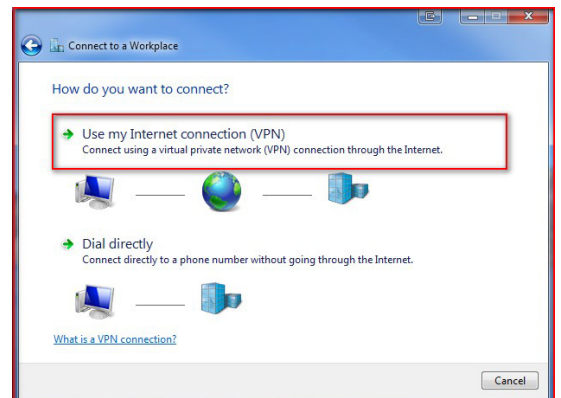 Connect to a Workplace
How do you want to connect?
Use my Internet connection (VPN)
Connect using a virtual private network (VPN) connection through the Internet.
Dial directly
Connect directly to a phone number without going through the Internet.
What is a VPN connection?
Cancel